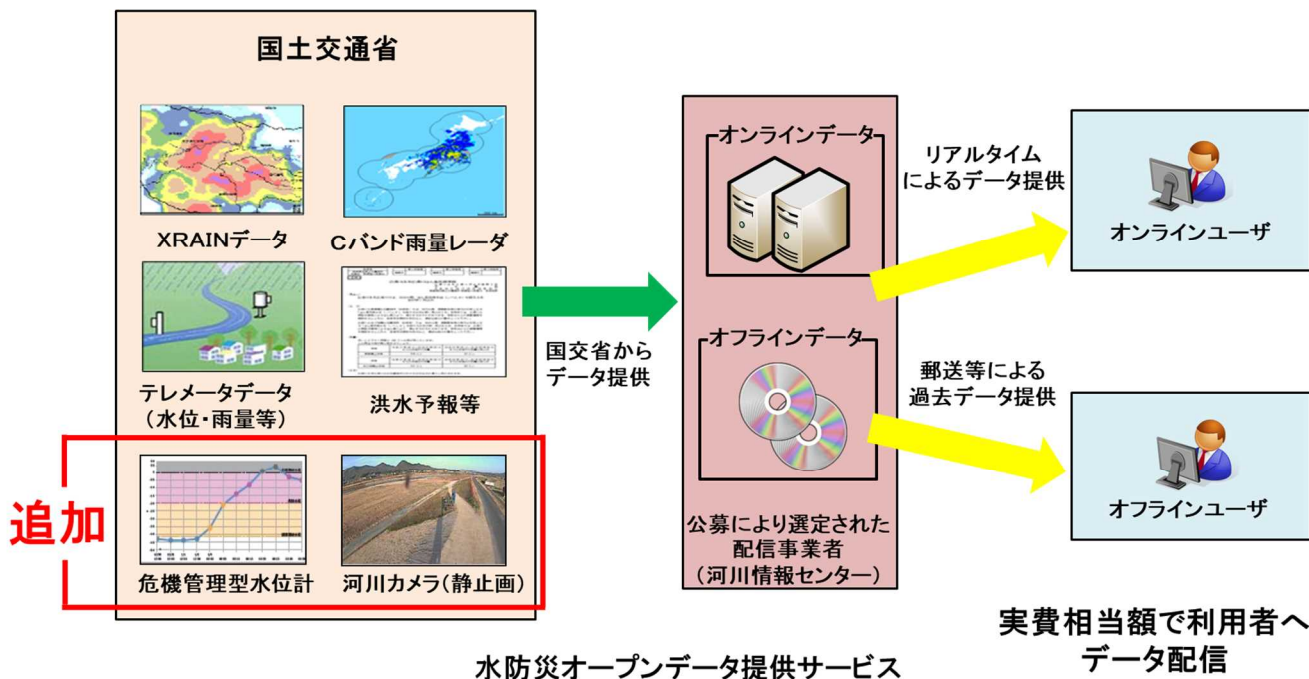 国土交通省
XRAINデータ
Cバンド雨量レーダ
テレメータデータ
(水位・雨量等)
洪水予報等
追加
危機管理型水位計
河川カメラ(静止画)
国交省から
データ提供
オンラインデータ
オフラインデータ
公募により選定された
配信事業者
(河川情報センター)
リアルタイム
によるデータ提供
郵送等による
過去データ提供
オンラインユーザ
オフラインユーザ
実費相当額で利用者へ
データ配信
水防災オープンデータ提供サービス